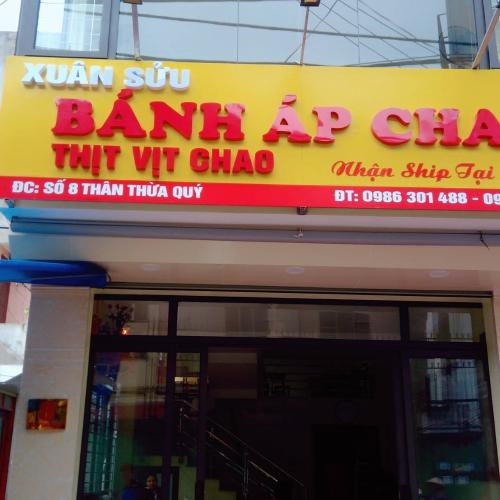 XUÂN SỬU
BÁNH ÁP CHA
THỊT VỊT CHAO
Nhận Ship Tại
ĐC: SỐ 8 THÂN THỪA QUÝ
ĐT: 0986 301 488 - 09